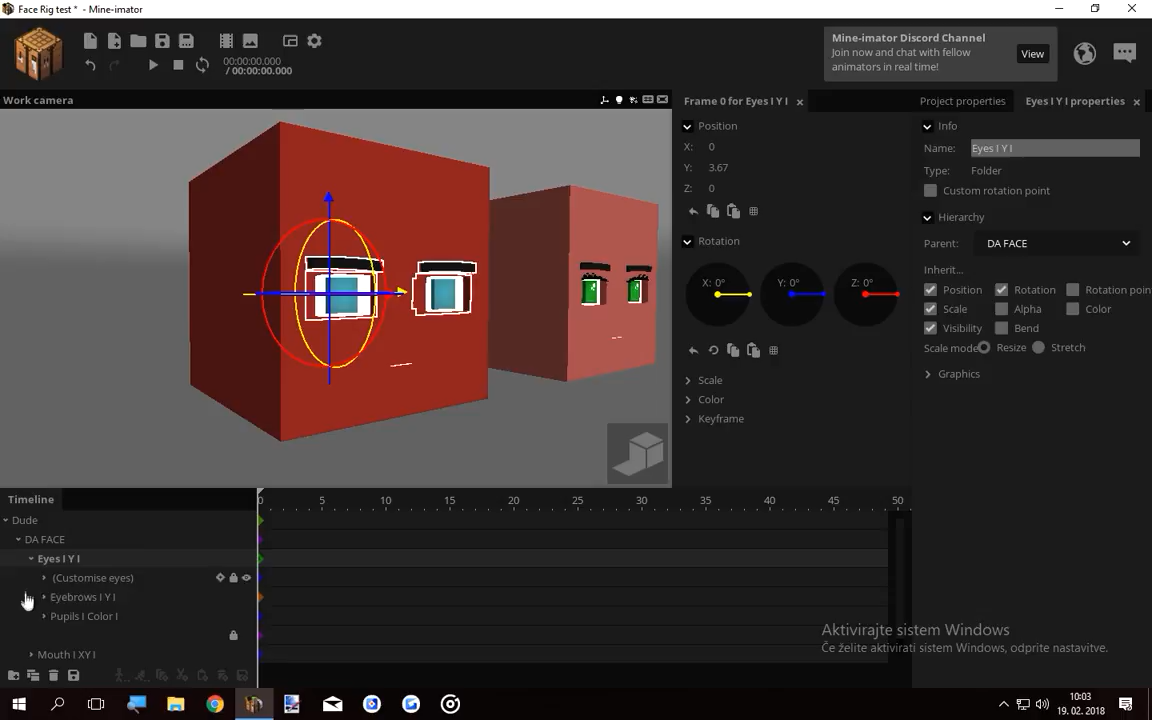 Face Rig test * - Mine-imator
00:00:00.000
/ 00:00:00.000
Mine-imator Discord Channel
Join now and chat with fellow
animators in real time!
View
Work camera
Frame 0 for Eyes I Y I
Position
X: 0
Y: 3.67
Z: 0
Rotation
X: 0° Y: 0° Z: 0°
Scale
Color
Keyframe
Project properties Eyes I Y I properties
Info
Name: Eyes I Y I
Type: Folder
Custom rotation point
Hierarchy
Parent: DA FACE
Inherit...
Position Rotation Rotation poin
Scale Alpha Color
Visibility Bend
Scale mode Resize Stretch
Graphics
Timeline
0 5 10 15 20 25 30 35 40 45 50
Dude
DA FACE
Eyes I Y I
(Customise eyes)
Eyebrows I Y I
Pupils I Color I
Mouth I XY I
Aktivirajte sistem Windows
Če želite aktivirati sistem Windows, odprite nastavitve.
10:03
19. 02. 2018